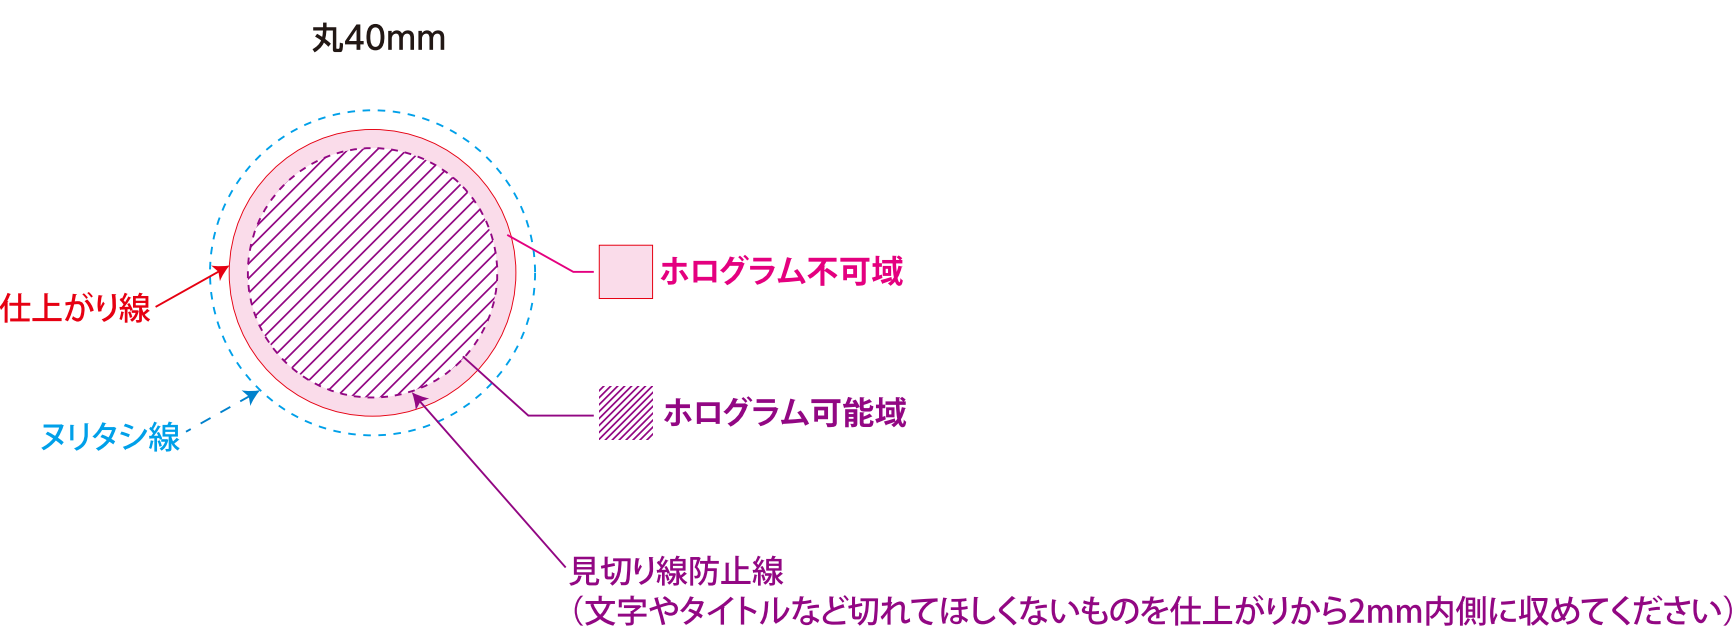 丸40mm
ホログラム不可域
仕上がり線
ホログラム可能域
ヌリタシ線
見切り線防止線
（文字やタイトルなど切れてほしくないものを仕上がりから2mm内側に収めてください）